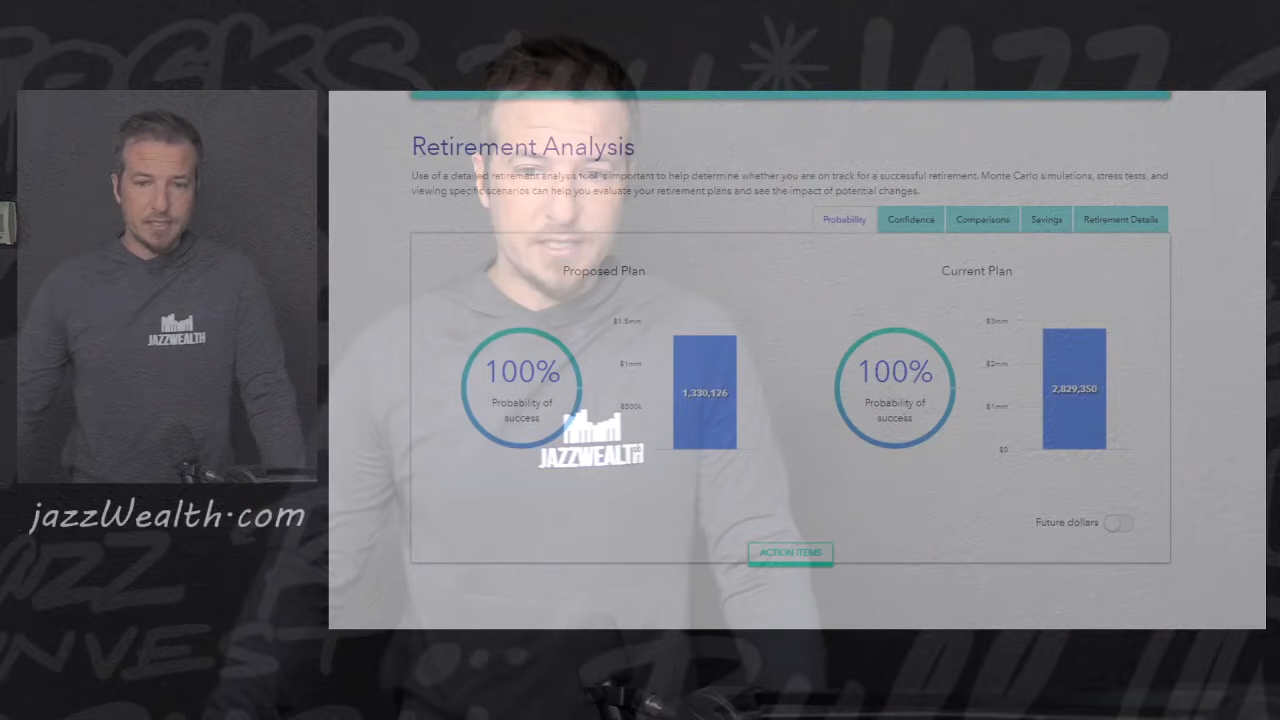 JAZZWEALTH
jazzWealth.com
Retirement Analysis
Use of a detailed retirement analysis tool is important to help determine whether you are on track for a successful retirement. Monte Carlo simulations, stress tests, and
viewing specific scenarios can help you evaluate your retirement plans and see the impact of potential changes.
Probability Confidence Comparisons Savings Retirement Details
Proposed Plan
$1.5mm
$1mm
$500k
100%
Probability of
success
1,330,126
Current Plan
$3mm
$2mm
$1mm
$0
100%
Probability of
success
2,829,350
JAZZWEALTH
Future dollars
ACTION ITEMS
JAZZ
INVEST